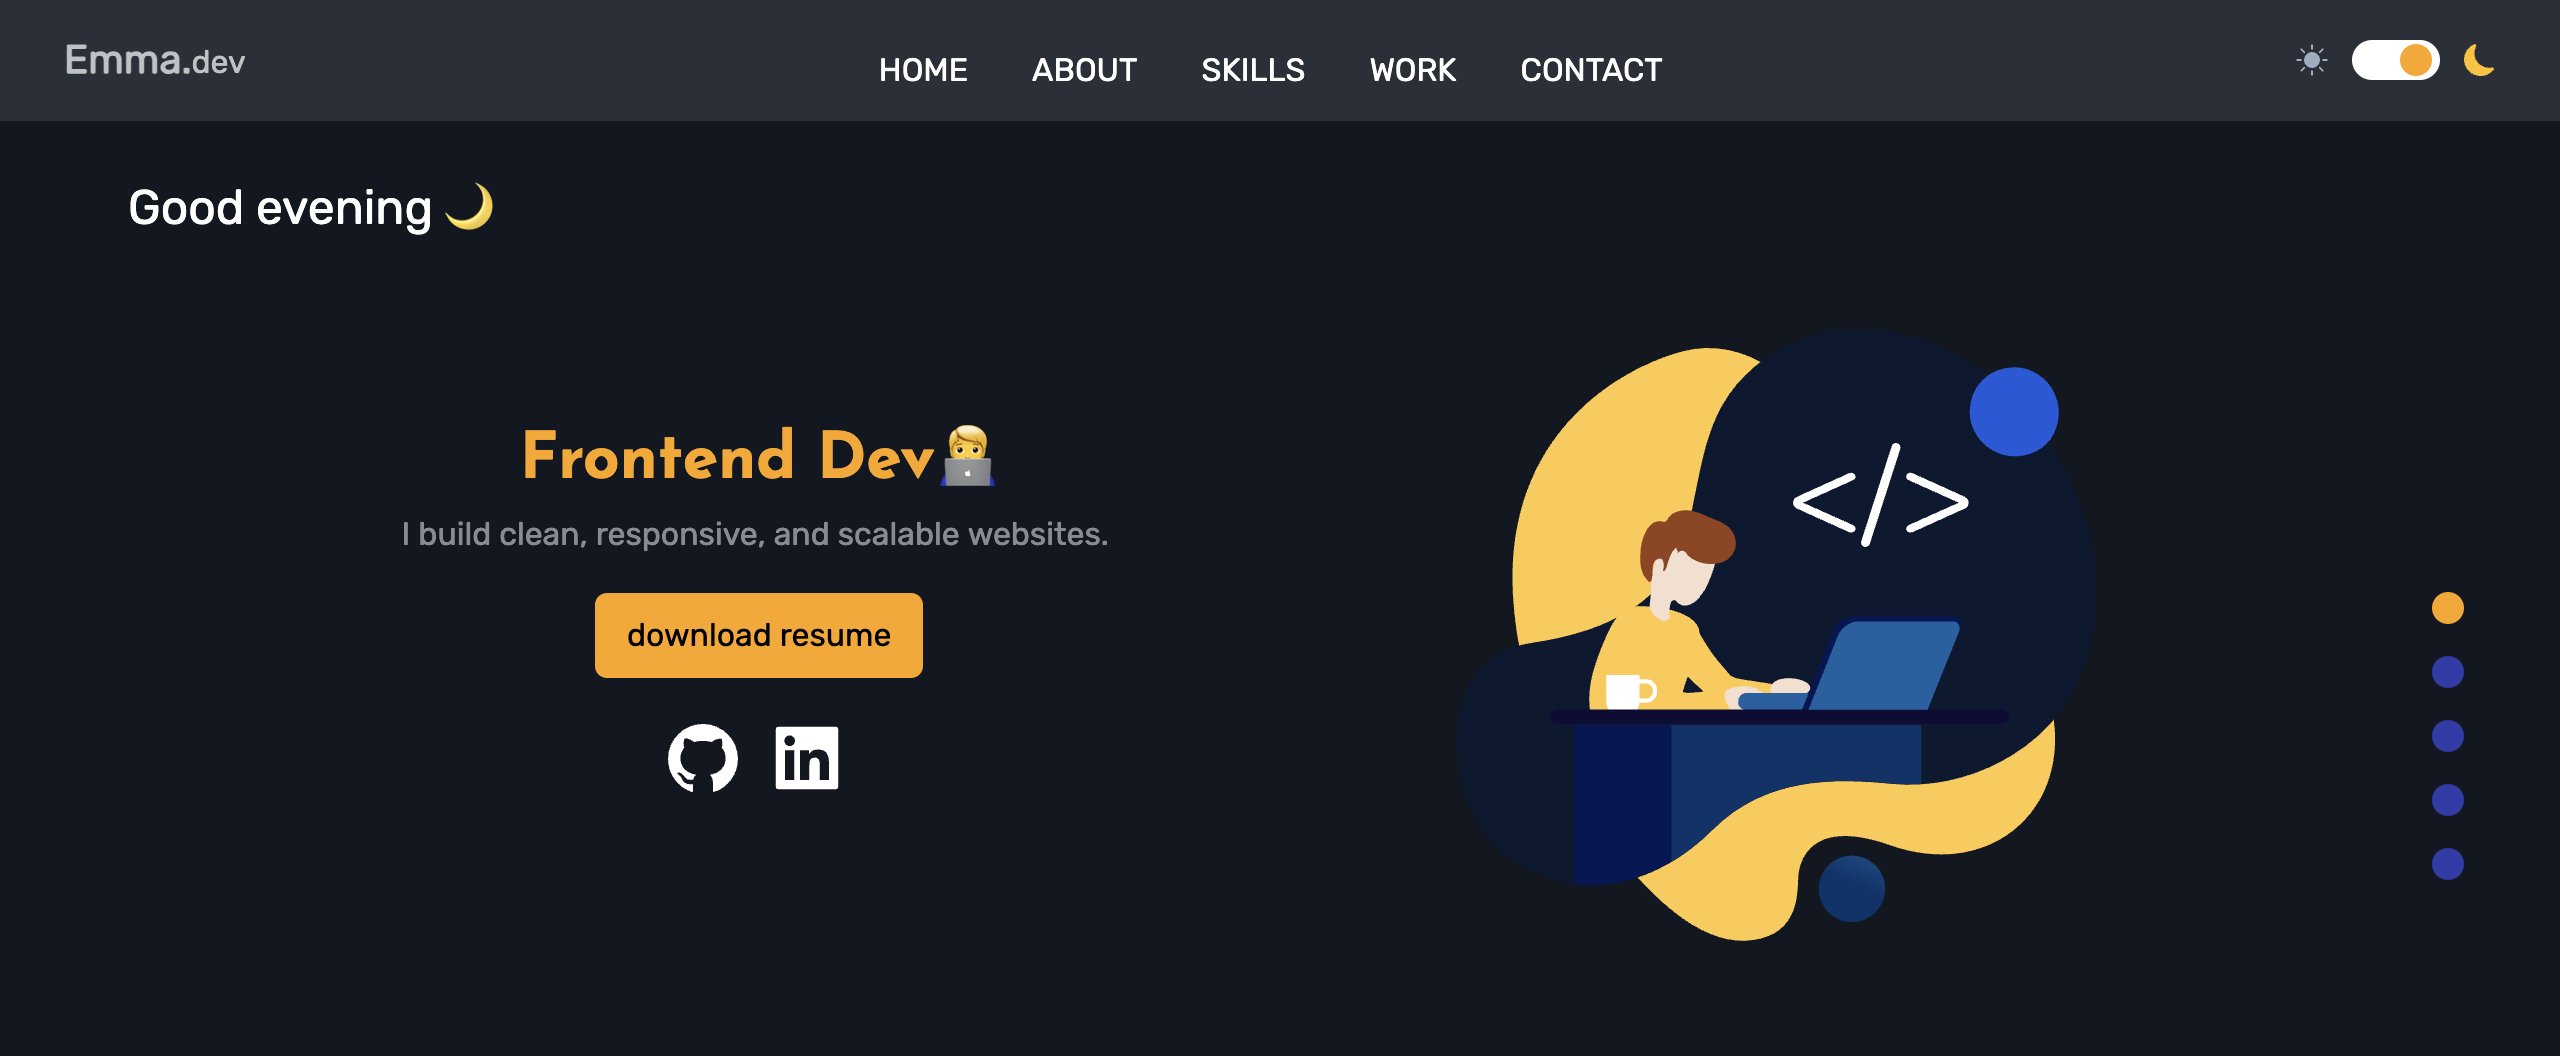 Emma.dev
HOME ABOUT SKILLS WORK CONTACT
Good evening 🌙
Frontend Dev👨‍💻
I build clean, responsive, and scalable websites.
download resume
in
</>